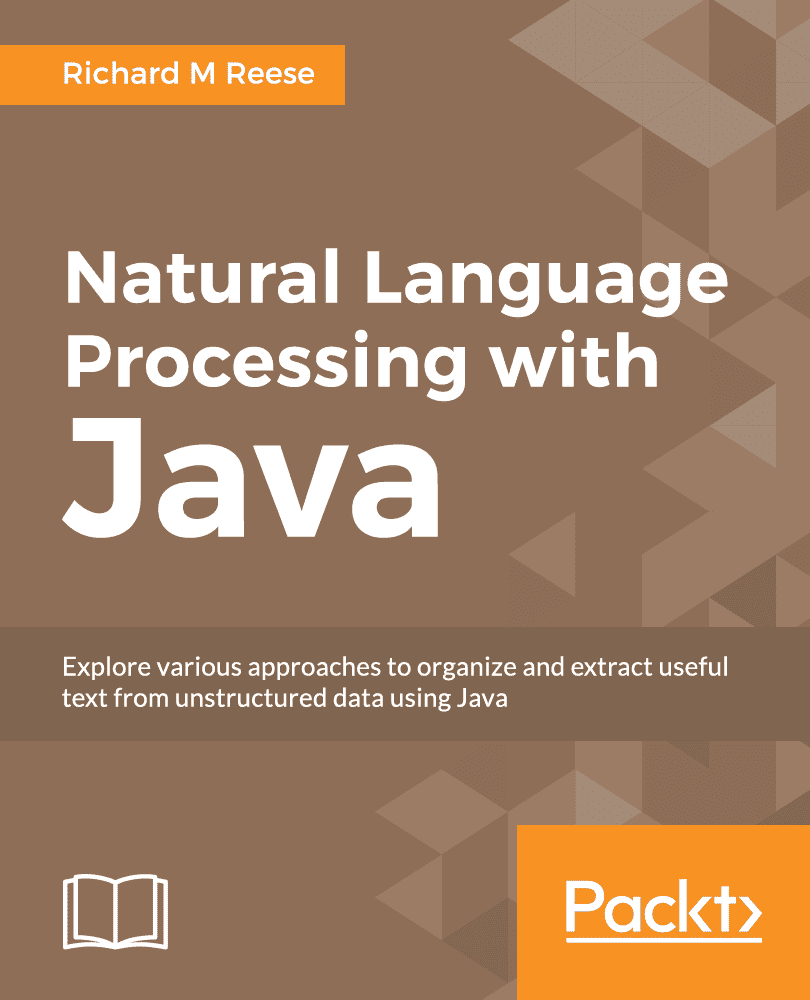 Richard M Reese
Natural Language
Processing with
Java
Explore various approaches to organize and extract useful
text from unstructured data using Java
Packt